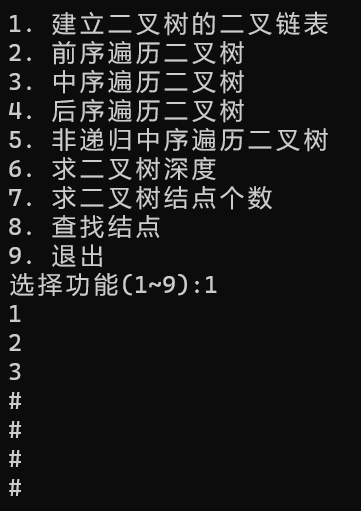 1. 建立二叉树的二叉链表
2. 前序遍历二叉树
3. 中序遍历二叉树
4. 后序遍历二叉树
5. 非递归中序遍历二叉树
6. 求二叉树深度
7. 求二叉树结点个数
8. 查找结点
9. 退出
选择功能(1~9):1
1
2
3
#
#
#
#